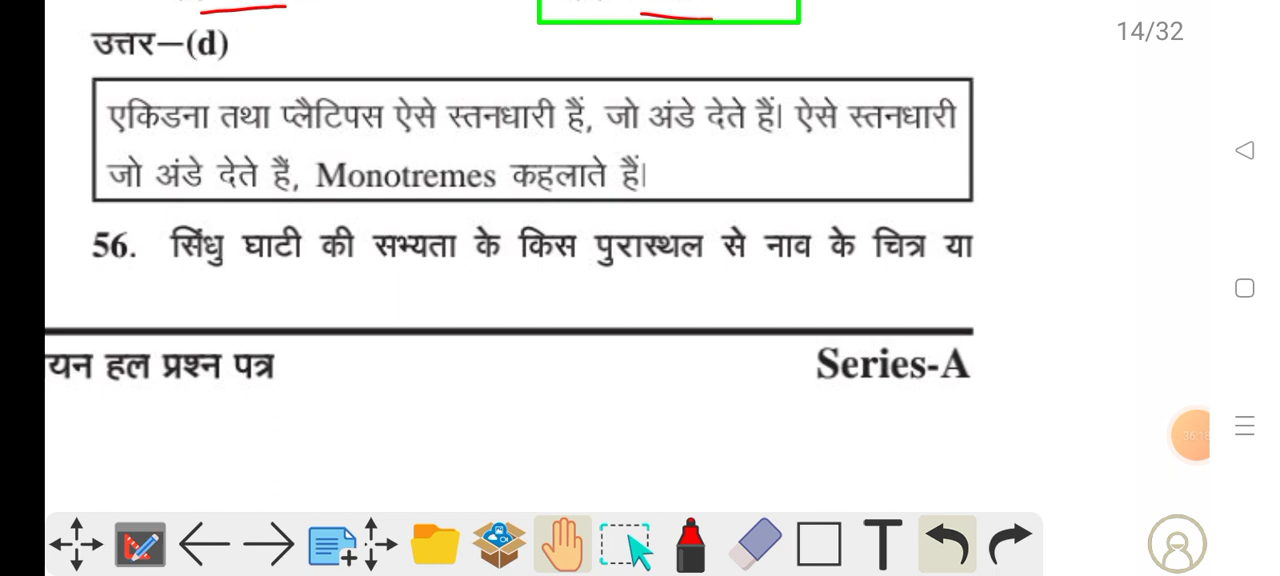 14/32
उत्तर–(d)
एकिडना तथा प्लैटिपस ऐसे स्तनधारी हैं, जो अंडे देते हैं। ऐसे स्तनधारी
जो अंडे देते हैं, Monotremes कहलाते हैं।
56. सिंधु घाटी की सभ्यता के किस पुरास्थल से नाव के चित्र या
यन हल प्रश्न पत्र
Series-A